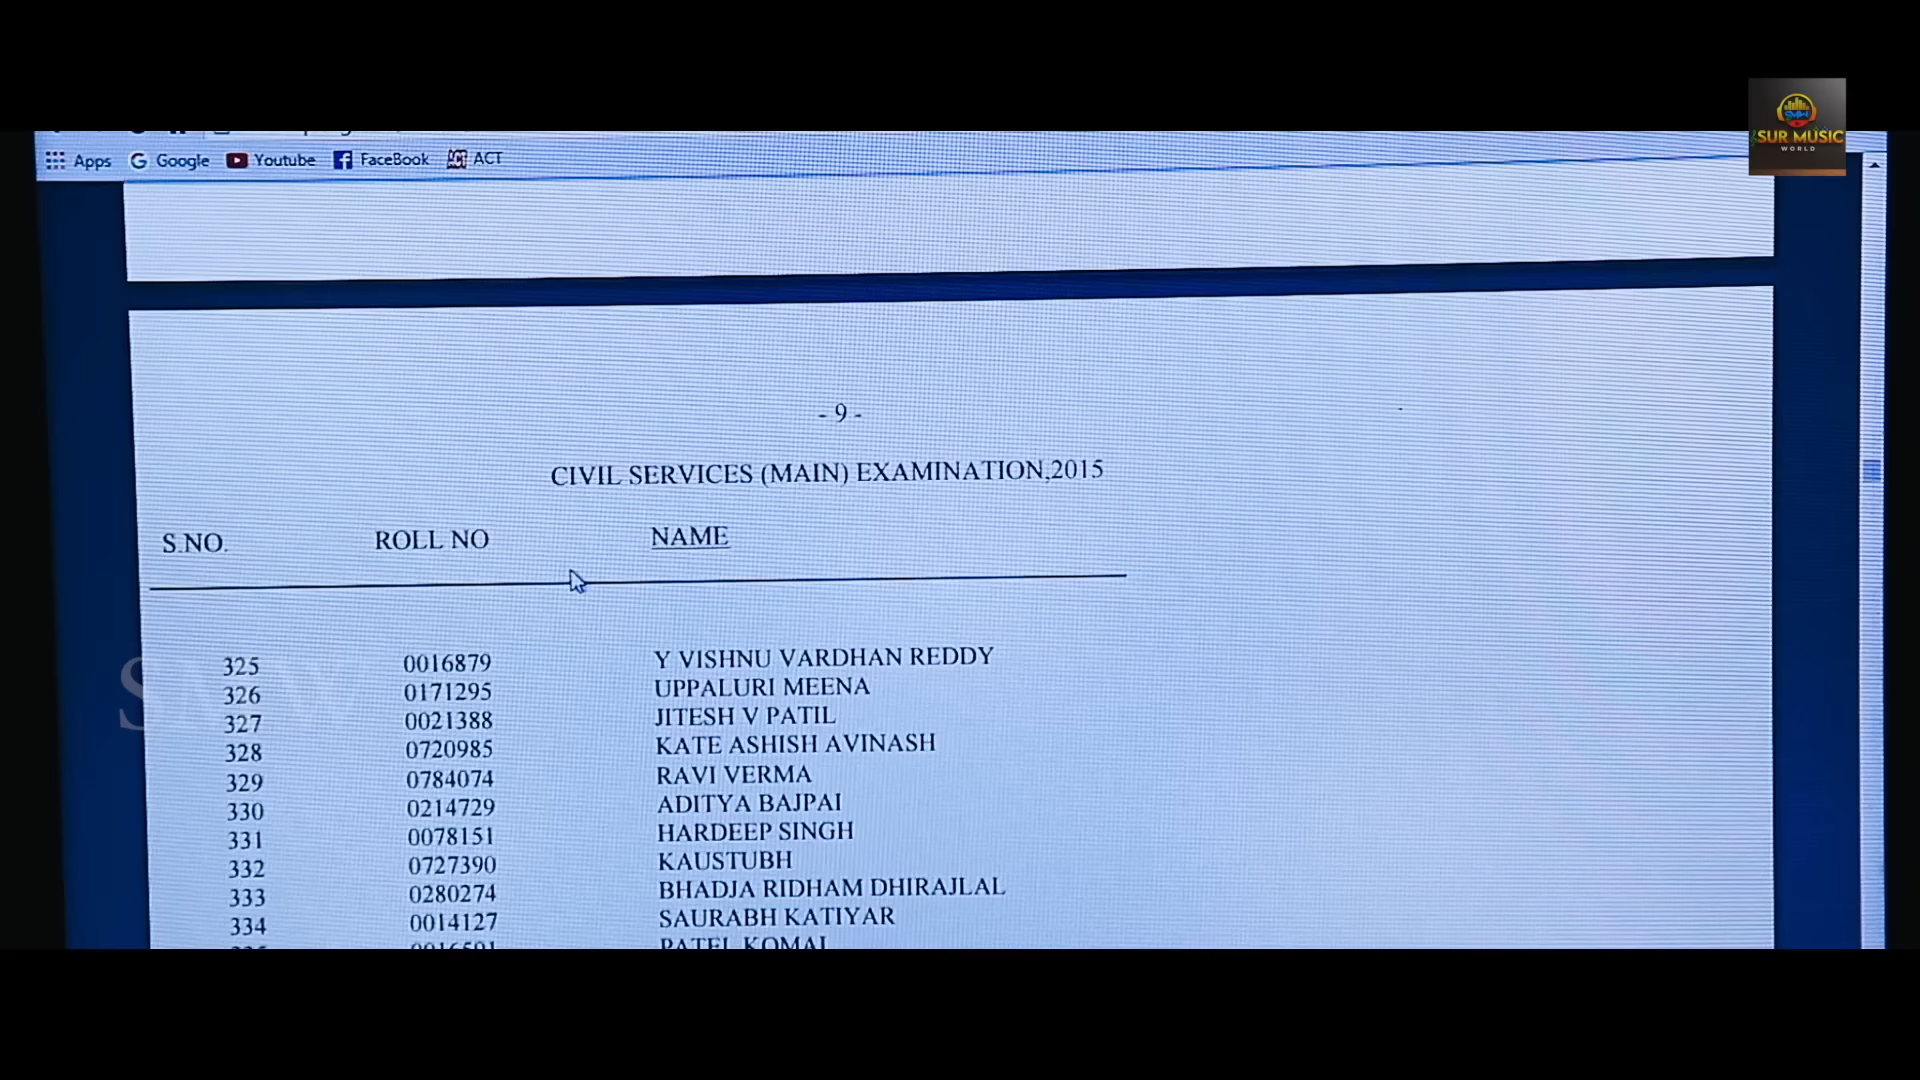 SUR MUSIC
WORLD
Apps Google Youtube FaceBook ACT
- 9 -
CIVIL SERVICES (MAIN) EXAMINATION,2015
S.NO. ROLL NO NAME
325 0016879 Y VISHNU VARDHAN REDDY
326 0171295 UPPALURI MEENA
327 0021388 JITESH V PATIL
328 0720985 KATE ASHISH AVINASH
329 0784074 RAVI VERMA
330 0214729 ADITYA BAJPAI
331 0078151 HARDEEP SINGH
332 0727390 KAUSTUBH
333 0280274 BHADJA RIDHAM DHIRAJLAL
334 0014127 SAURABH KATIYAR
PATEL KOMAL